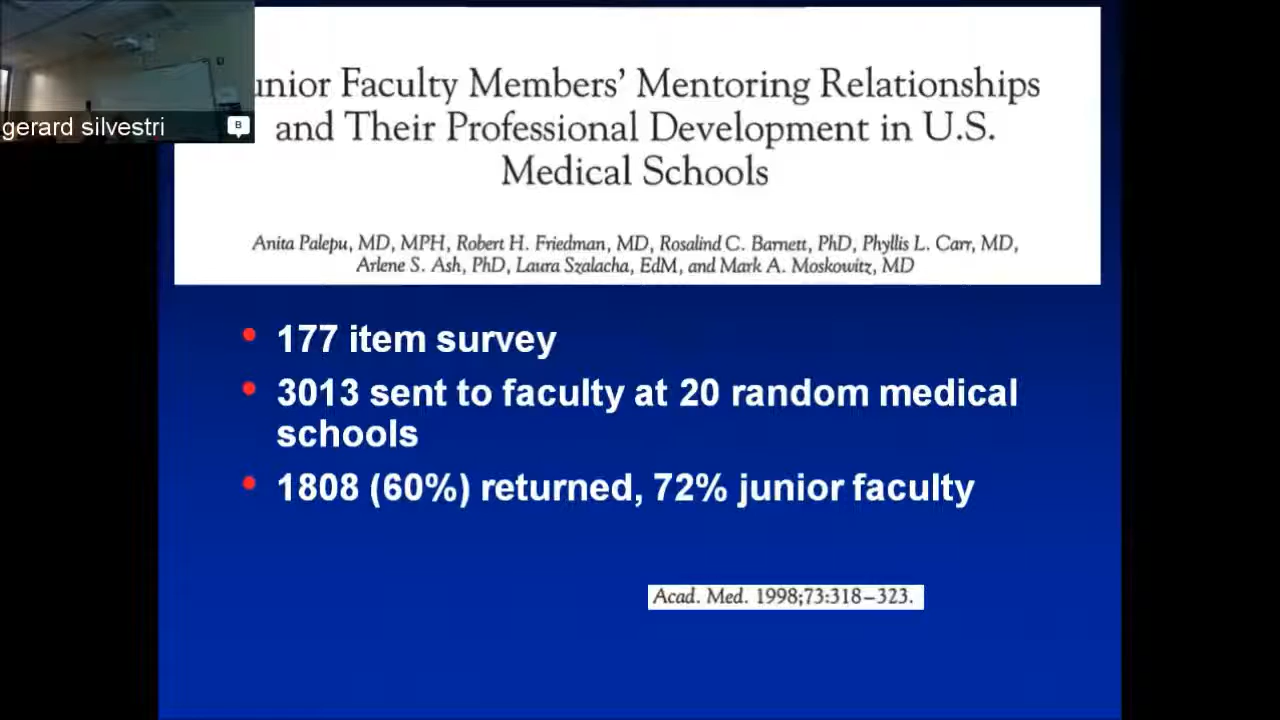 unior Faculty Members' Mentoring Relationships
gerard silvestri
B
and Their Professional Development in U.S.
Medical Schools
Anita Palepu, MD, MPH, Robert H. Friedman, MD, Rosalind C. Barnett, PhD, Phyllis L. Carr, MD,
Arlene S. Ash, PhD, Laura Szalacha, EdM, and Mark A. Moskowitz, MD
• 177 item survey
• 3013 sent to faculty at 20 random medical
schools
• 1808 (60%) returned, 72% junior faculty
Acad. Med. 1998;73:318–323.